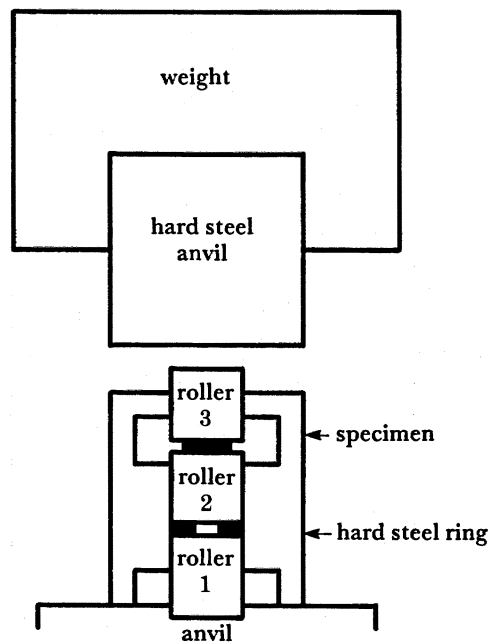 weight
hard steel
anvil
roller
3
specimen
roller
2
hard steel ring
roller
1
anvil